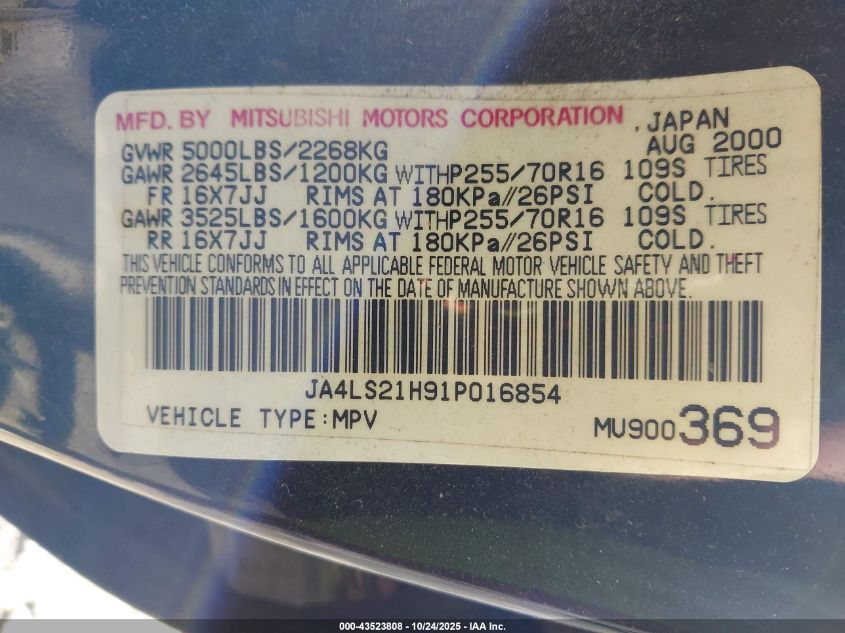 MFD. BY MITSUBISHI MOTORS CORPORATION , JAPAN
GVWR 5000LBS/2268KG AUG 2000
GAWR 2645LBS/1200KG WITHP255/70R16 109S TIRES
FR 16X7JJ RIMS AT 180KPa//26PSI COLD.
GAWR 3525LBS/1600KG WITHP255/70R16 109S TIRES
RR 16X7JJ RIMS AT 180KPa//26PSI COLD.
THIS VEHICLE CONFORMS TO ALL APPLICABLE FEDERAL MOTOR VEHICLE SAFETY AND THEFT
PREVENTION STANDARDS IN EFFECT ON THE DATE OF MANUFACTURE SHOWN ABOVE.
JA4LS21H91P016854
VEHICLE TYPE:MPV MU900369
000-43523808 - 10/24/2025 - IAA Inc.